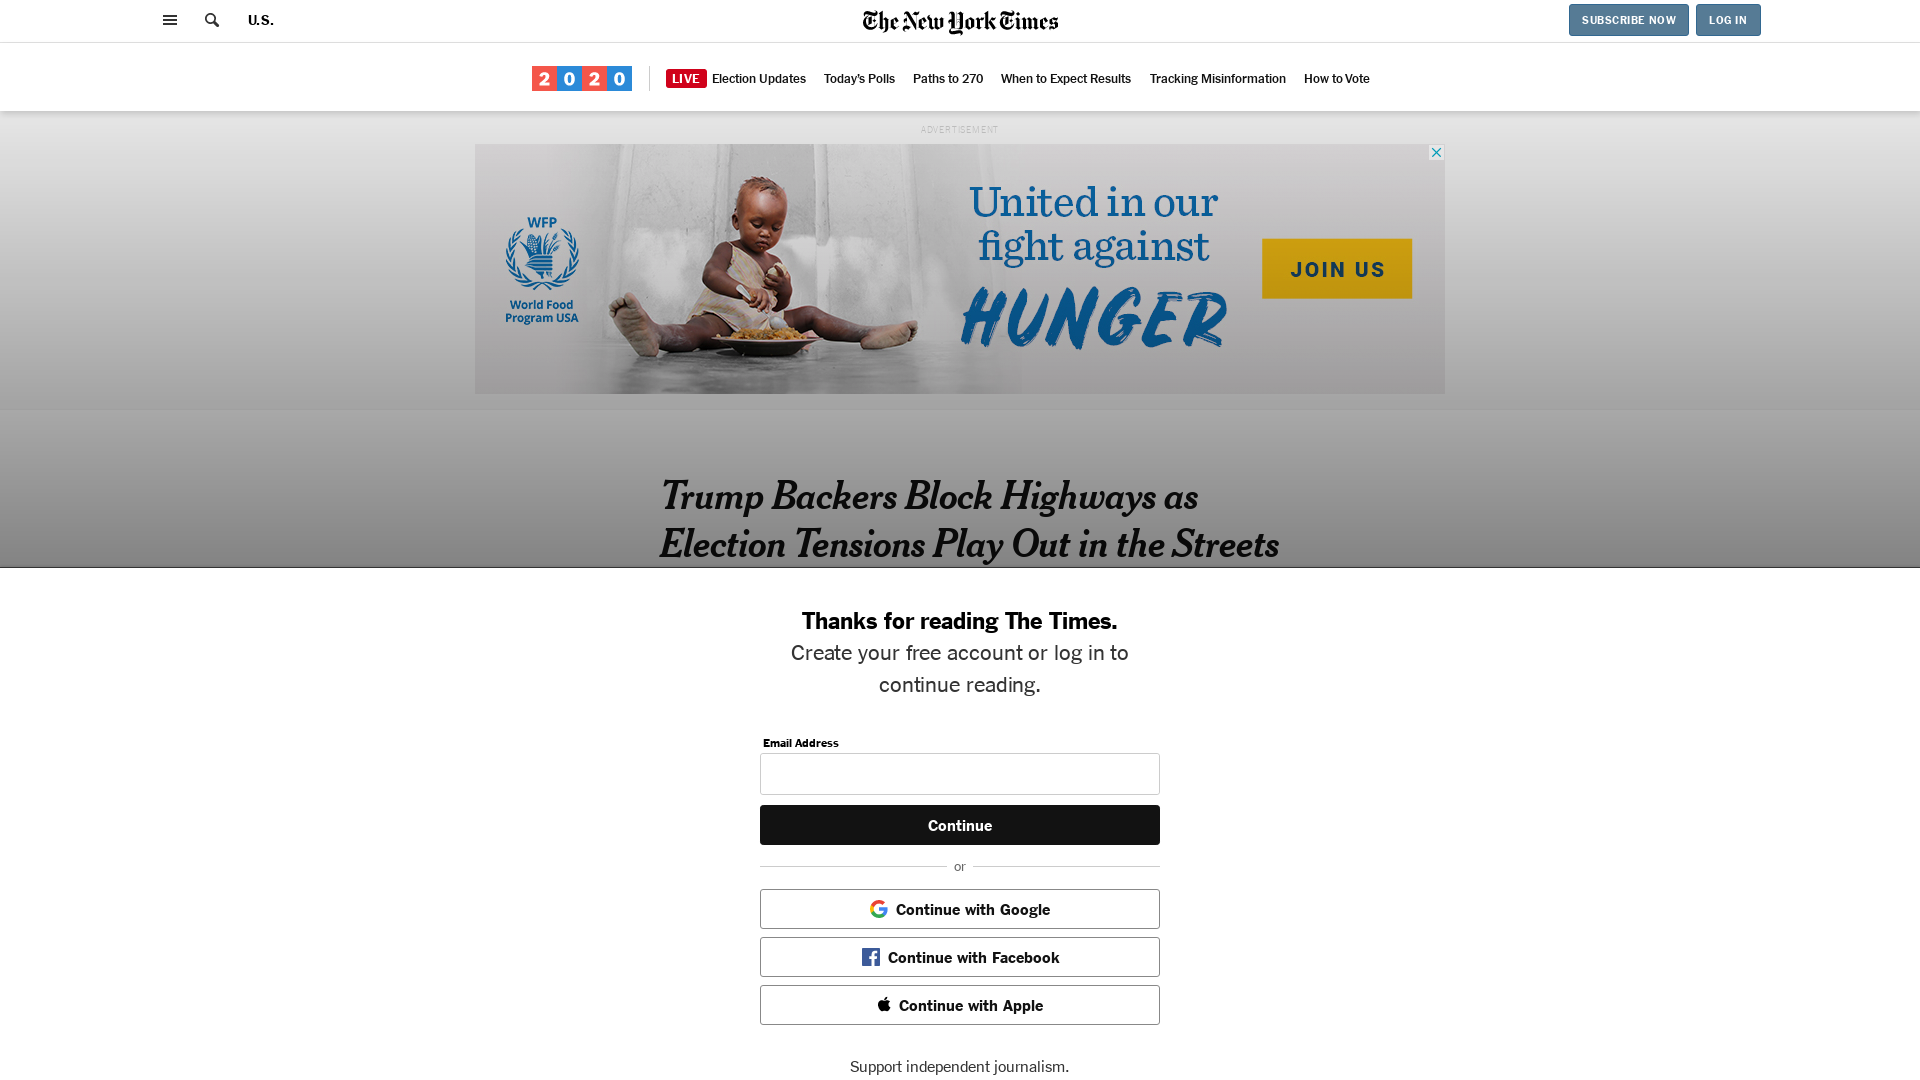 U.S.
The New York Times
SUBSCRIBE NOW
LOG IN
2020
LIVE Election Updates
Today's Polls
Paths to 270
When to Expect Results
Tracking Misinformation
How to Vote
ADVERTISEMENT
WFP
World Food
Program USA
United in our
fight against
HUNGER
JOIN US
Trump Backers Block Highways as
Election Tensions Play Out in the Streets
Thanks for reading The Times.
Create your free account or log in to
continue reading.
Email Address
Continue
or
Continue with Google
Continue with Facebook
Continue with Apple
Support independent journalism.